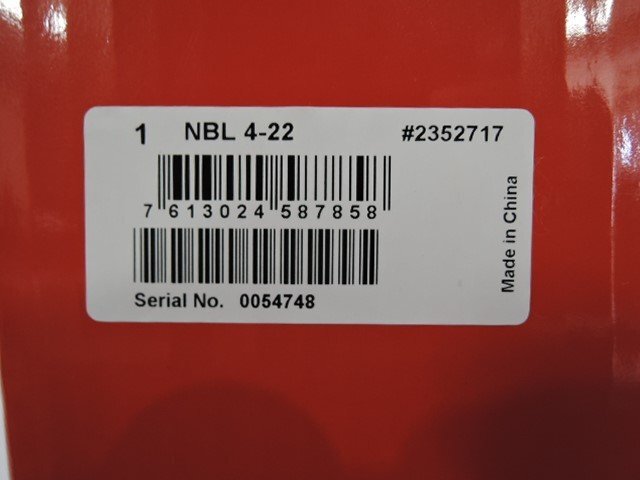 1 NBL 4-22 #2352717
7 613024 587858
Serial No. 0054748
Made in China